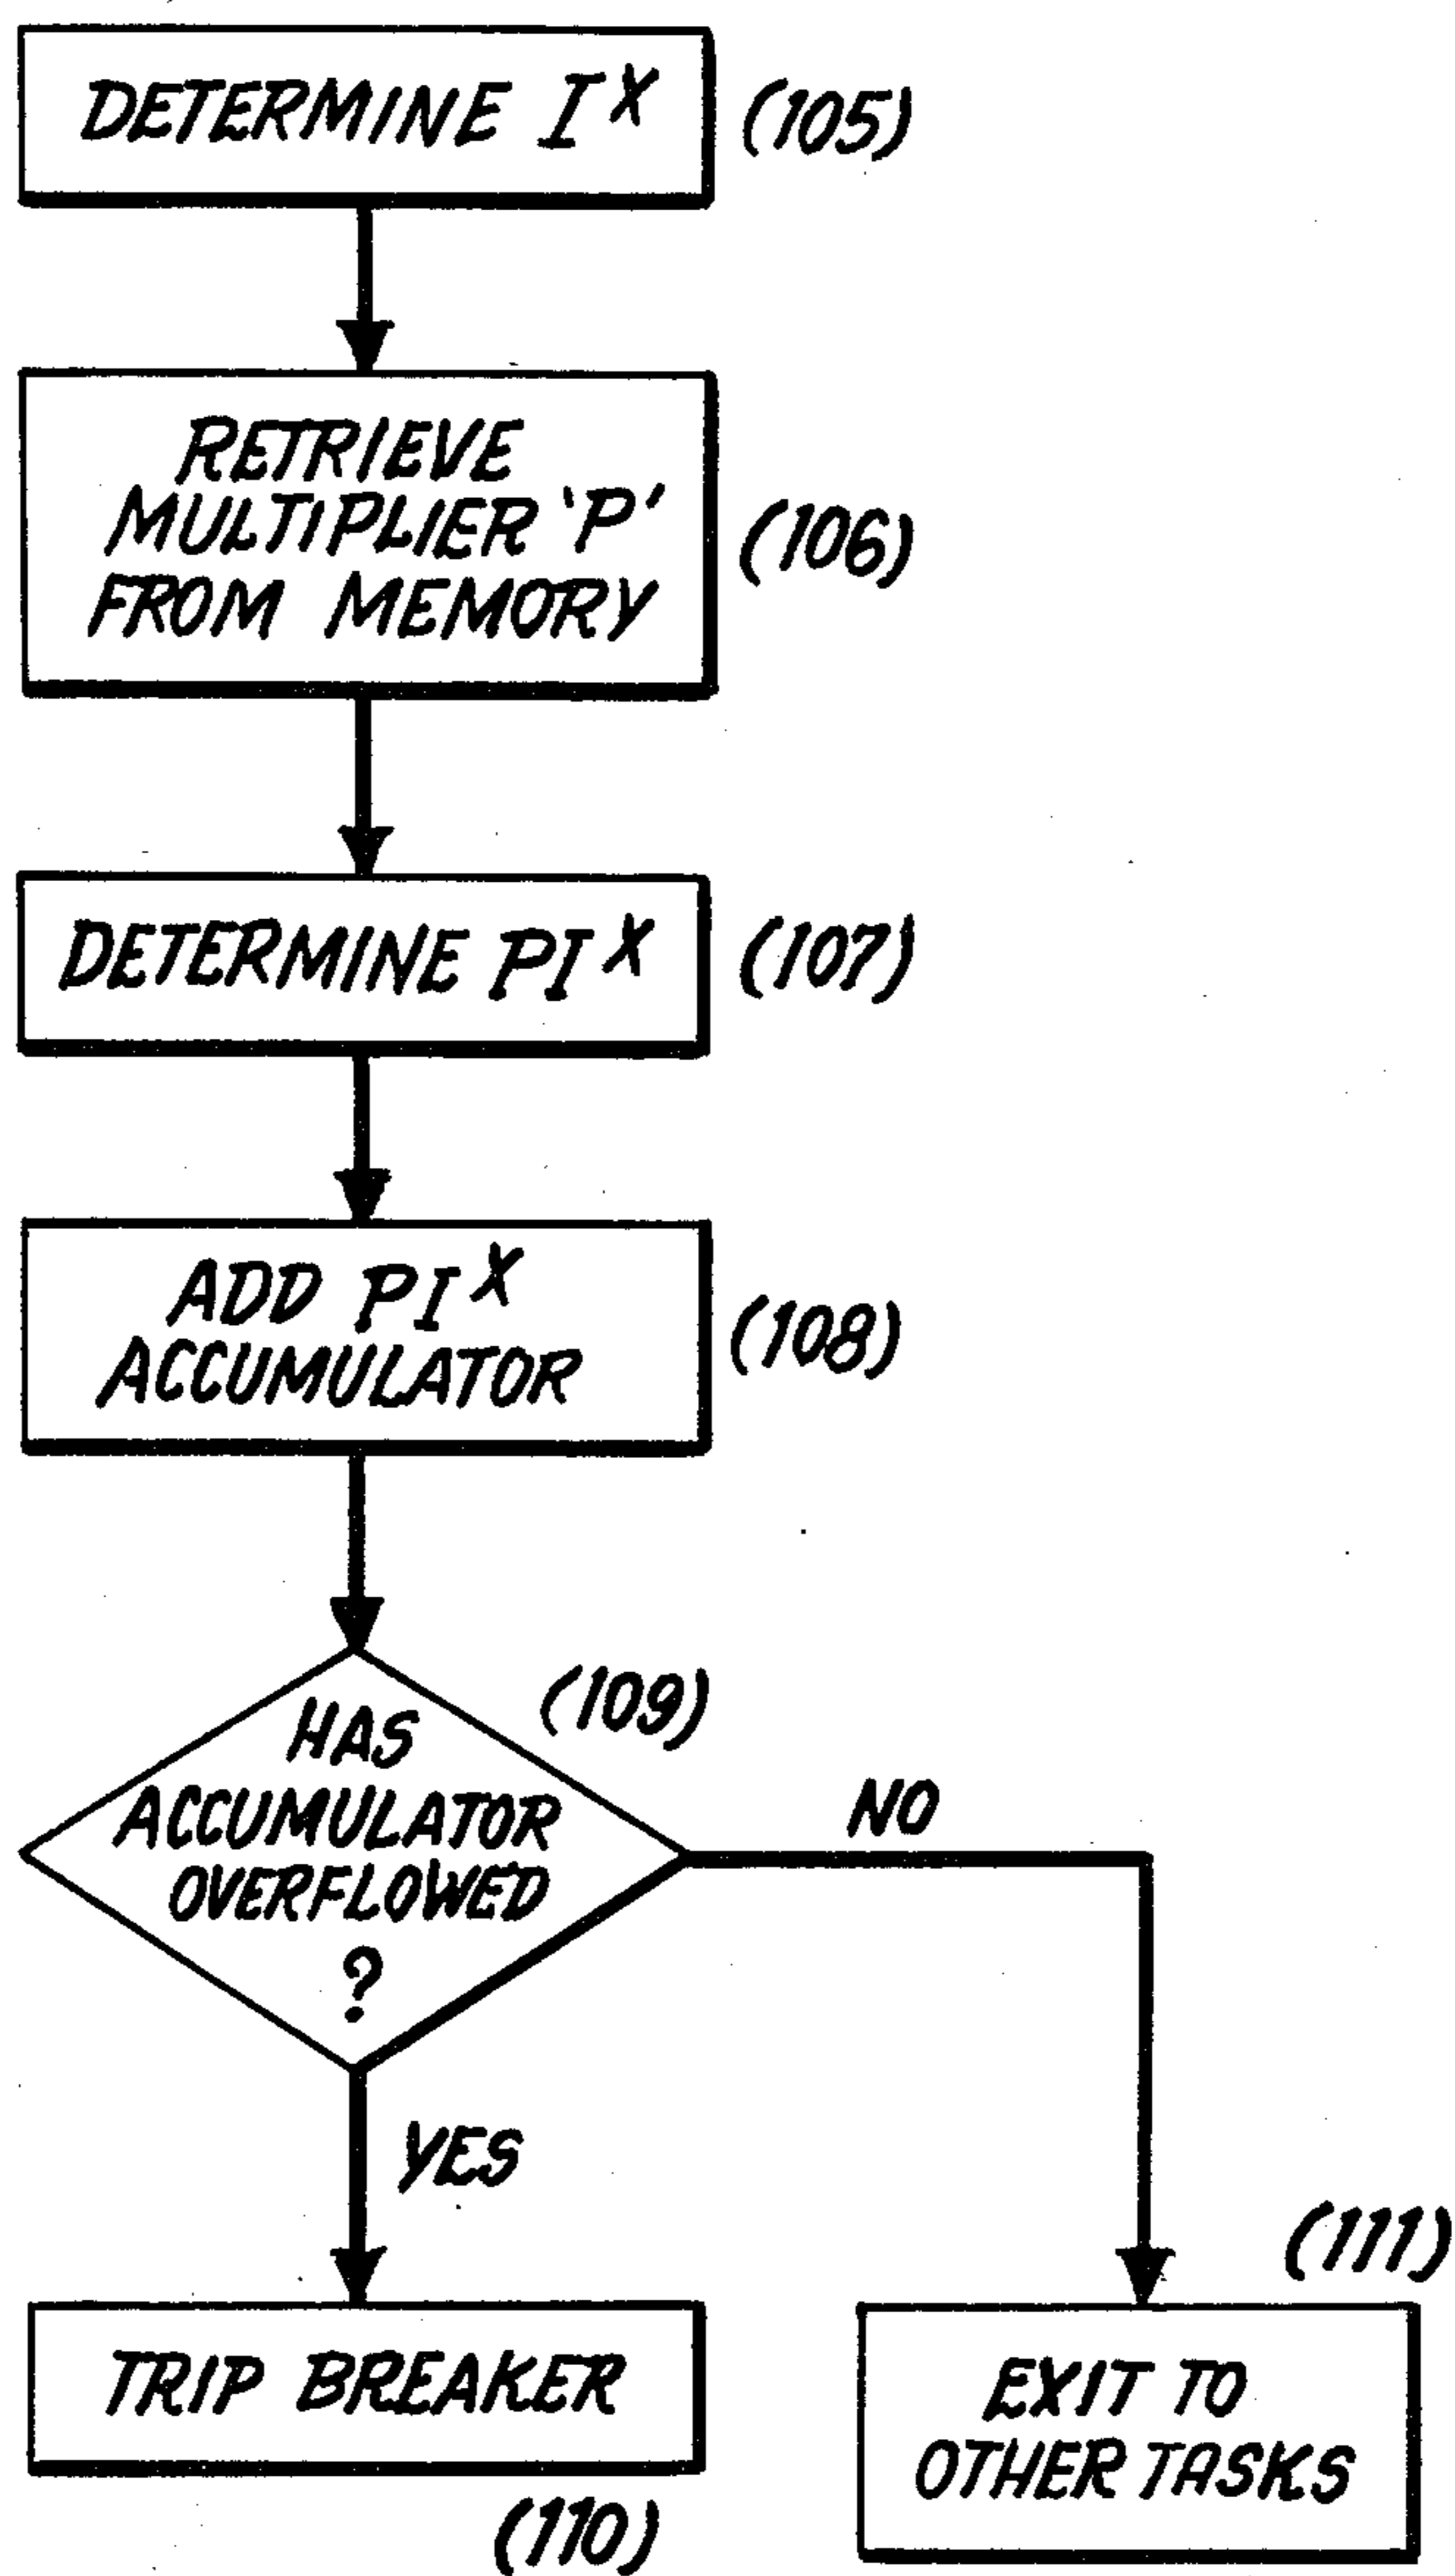 DETERMINE I^X
(105)
RETRIEVE
MULTIPLIER 'P'
FROM MEMORY
(106)
DETERMINE PI^X
(107)
ADD PI^X
ACCUMULATOR
(108)
(109)
HAS
ACCUMULATOR
OVERFLOWED
?
NO
YES
(111)
TRIP BREAKER
(110)
EXIT TO
OTHER TASKS